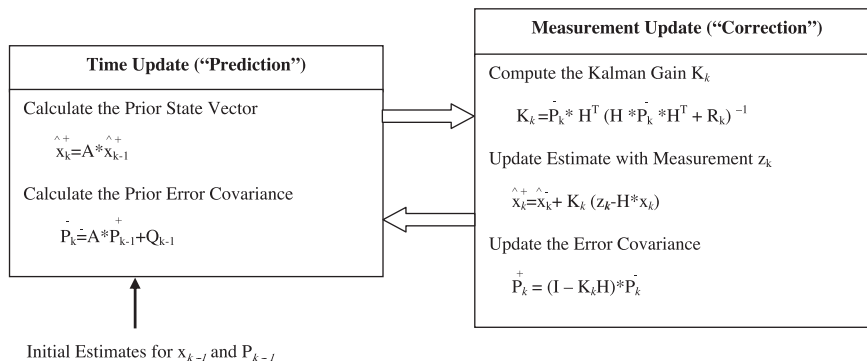 Time Update (“Prediction”)
Calculate the Prior State Vector
x̂⁺ₖ=A*x̂⁺ₖ₋₁
Calculate the Prior Error Covariance
P⁻ₖ=A*P⁺ₖ₋₁+Qₖ₋₁
Initial Estimates for xₖ₋₁ and Pₖ₋₁
Measurement Update (“Correction”)
Compute the Kalman Gain Kₖ
Kₖ=P⁻ₖ* Hᵀ (H *P⁻ₖ *Hᵀ + Rₖ) ⁻¹
Update Estimate with Measurement zₖ
x̂⁺ₖ=x̂⁻ₖ+ Kₖ (zₖ-H*xₖ)
Update the Error Covariance
P⁺ₖ = (I – KₖH)*P⁻ₖ